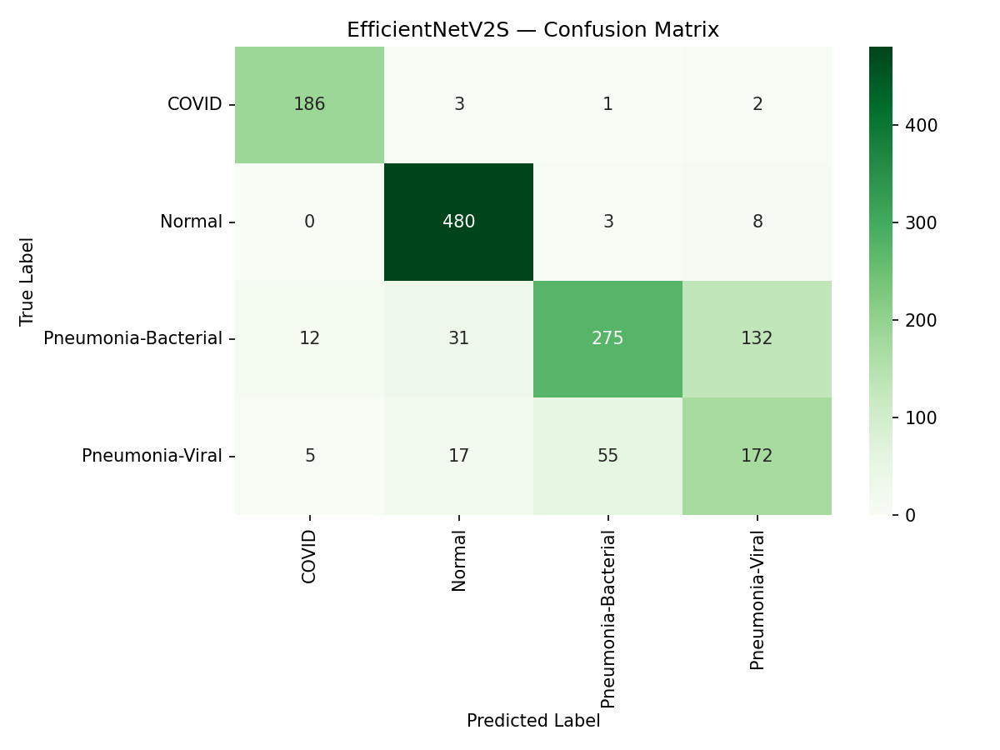 EfficientNetV2S — Confusion Matrix
True Label
COVID 186 3 1 2
Normal 0 480 3 8
Pneumonia-Bacterial 12 31 275 132
Pneumonia-Viral 5 17 55 172
COVID
Normal
Pneumonia-Bacterial
Pneumonia-Viral
Predicted Label
400
300
200
100
0